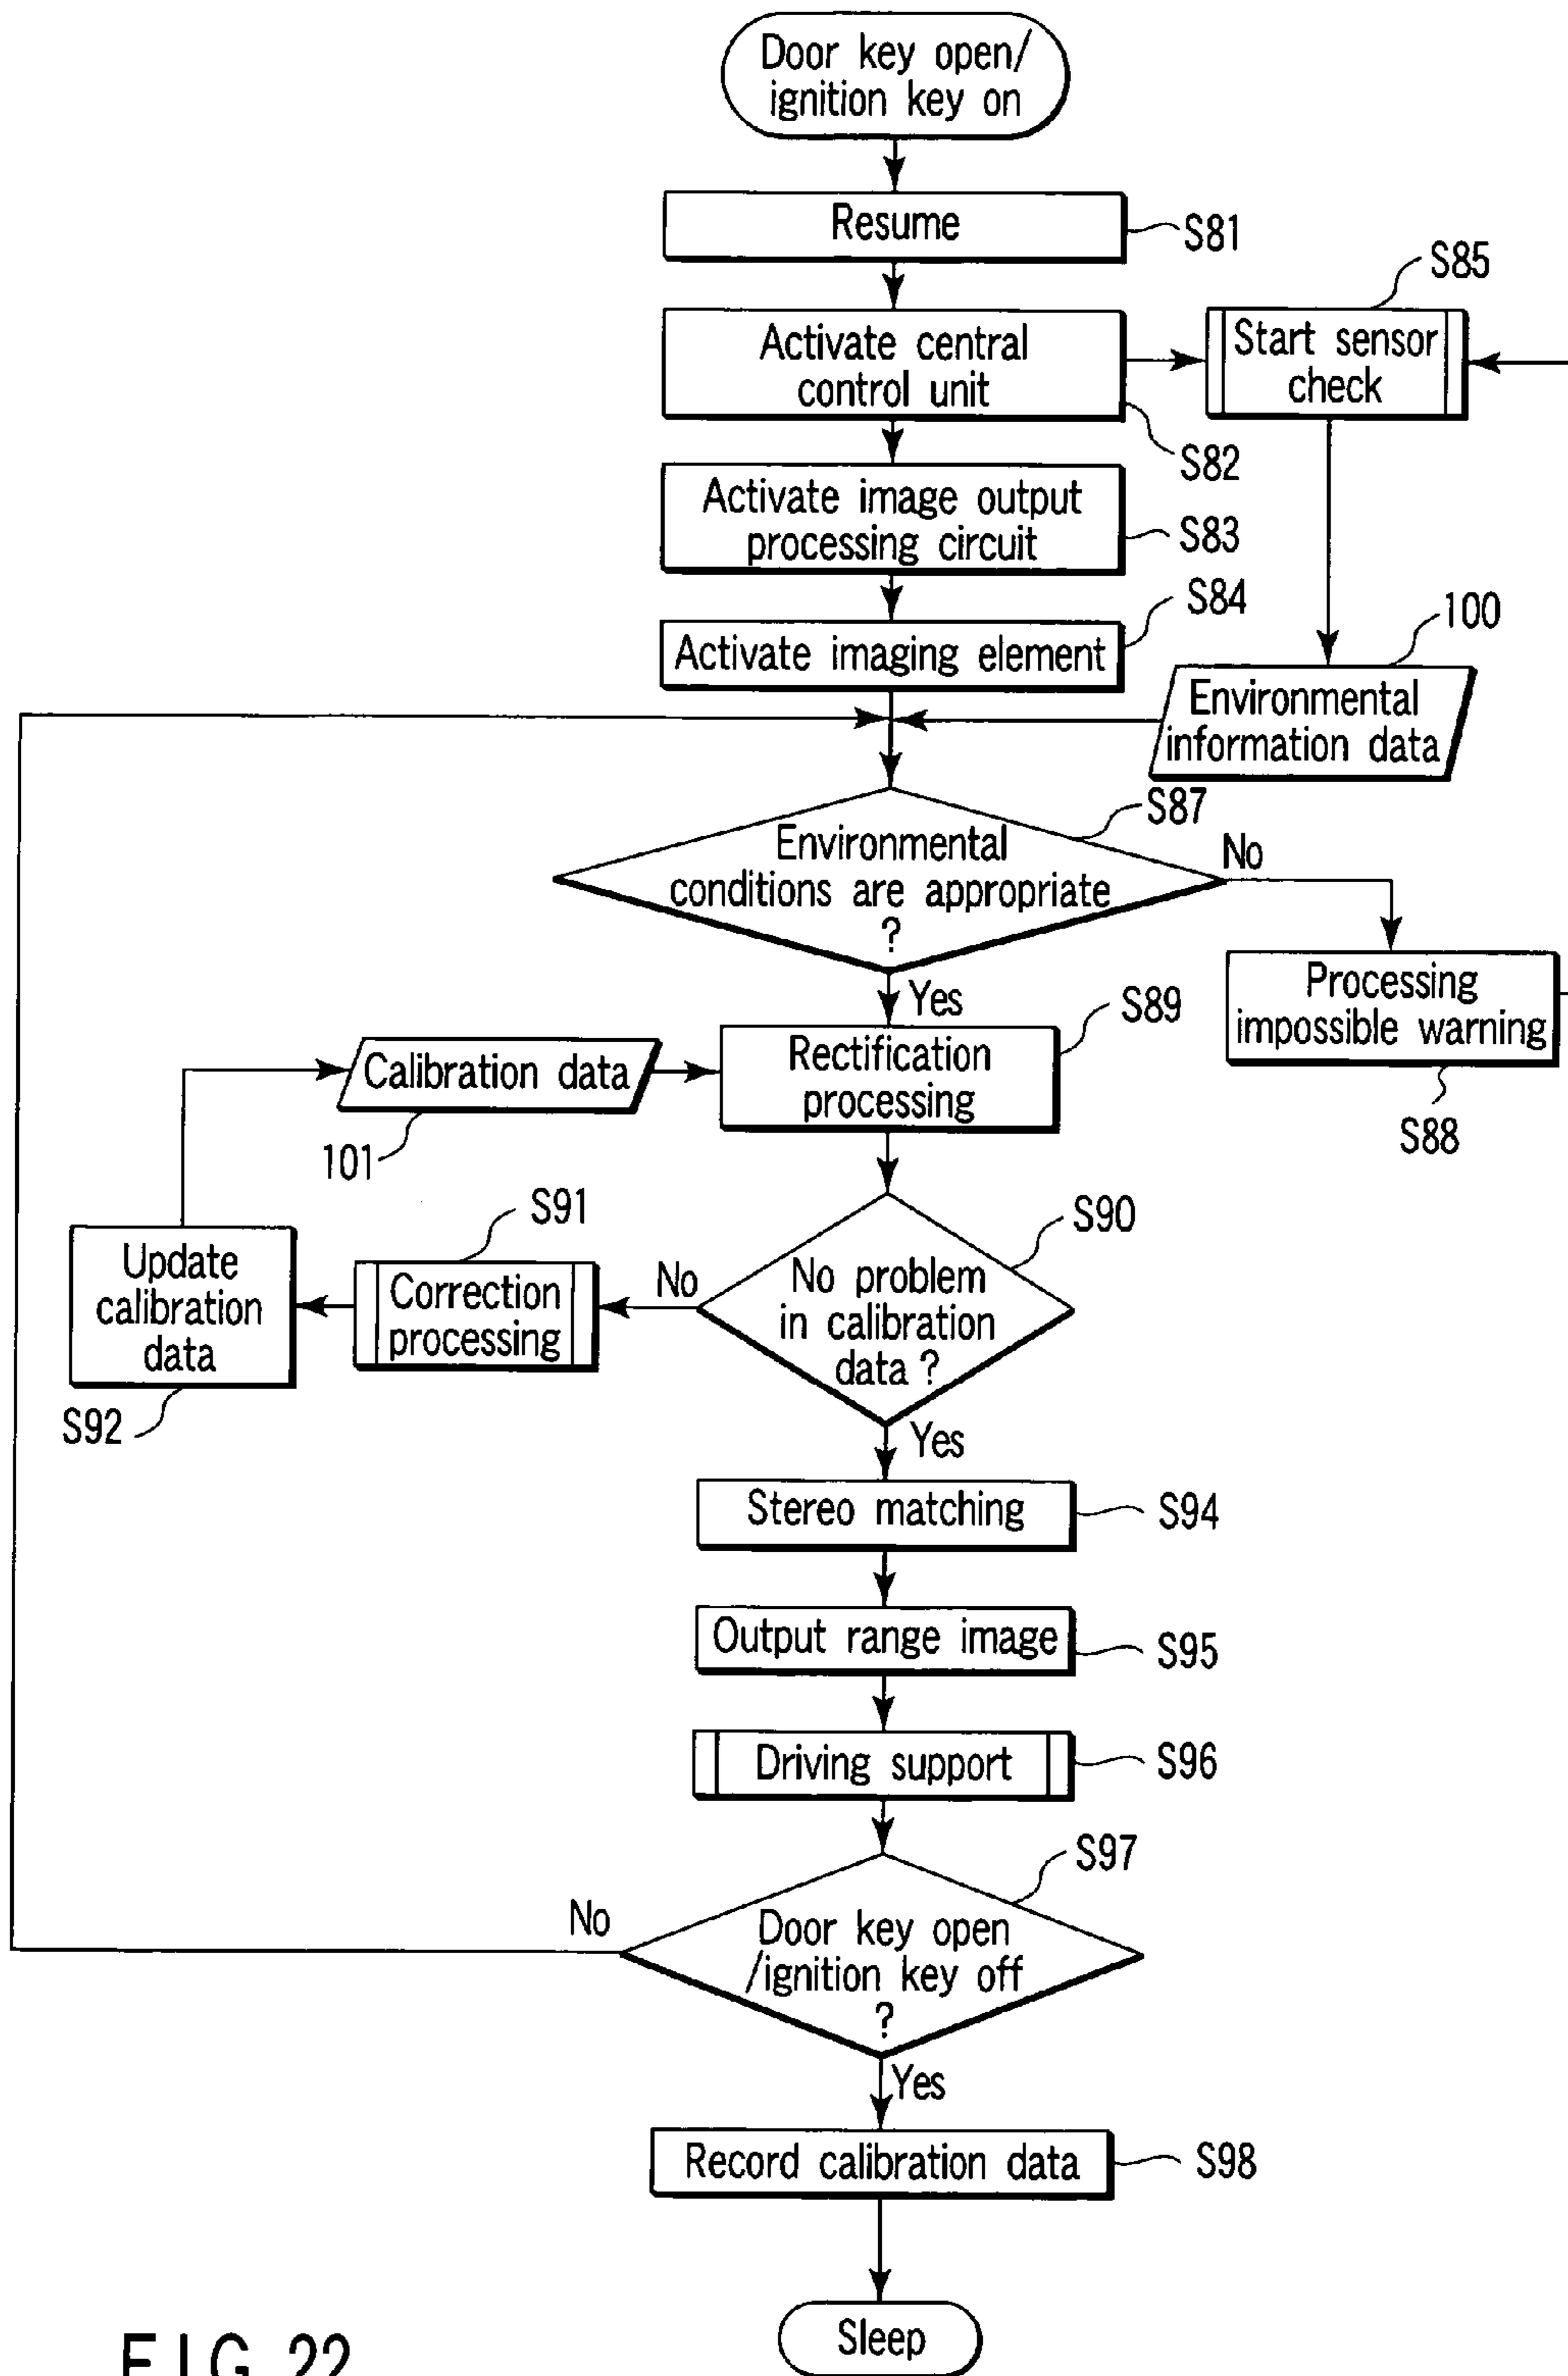 Door key open/
ignition key on
Resume
S81
S85
Activate central
control unit
Start sensor
check
S82
Activate image output
processing circuit
S83
S84
Activate imaging element
100
Environmental
information data
S87
Environmental
conditions are appropriate
?
No
Yes
Processing
impossible warning
S88
S89
Calibration data
101
Rectification
processing
S90
No problem
in calibration
data ?
No
S91
Correction
processing
Update
calibration
data
S92
Yes
Stereo matching
S94
Output range image
S95
Driving support
S96
S97
Door key open
/ignition key off
?
No
Yes
Record calibration data
S98
Sleep
FIG. 22